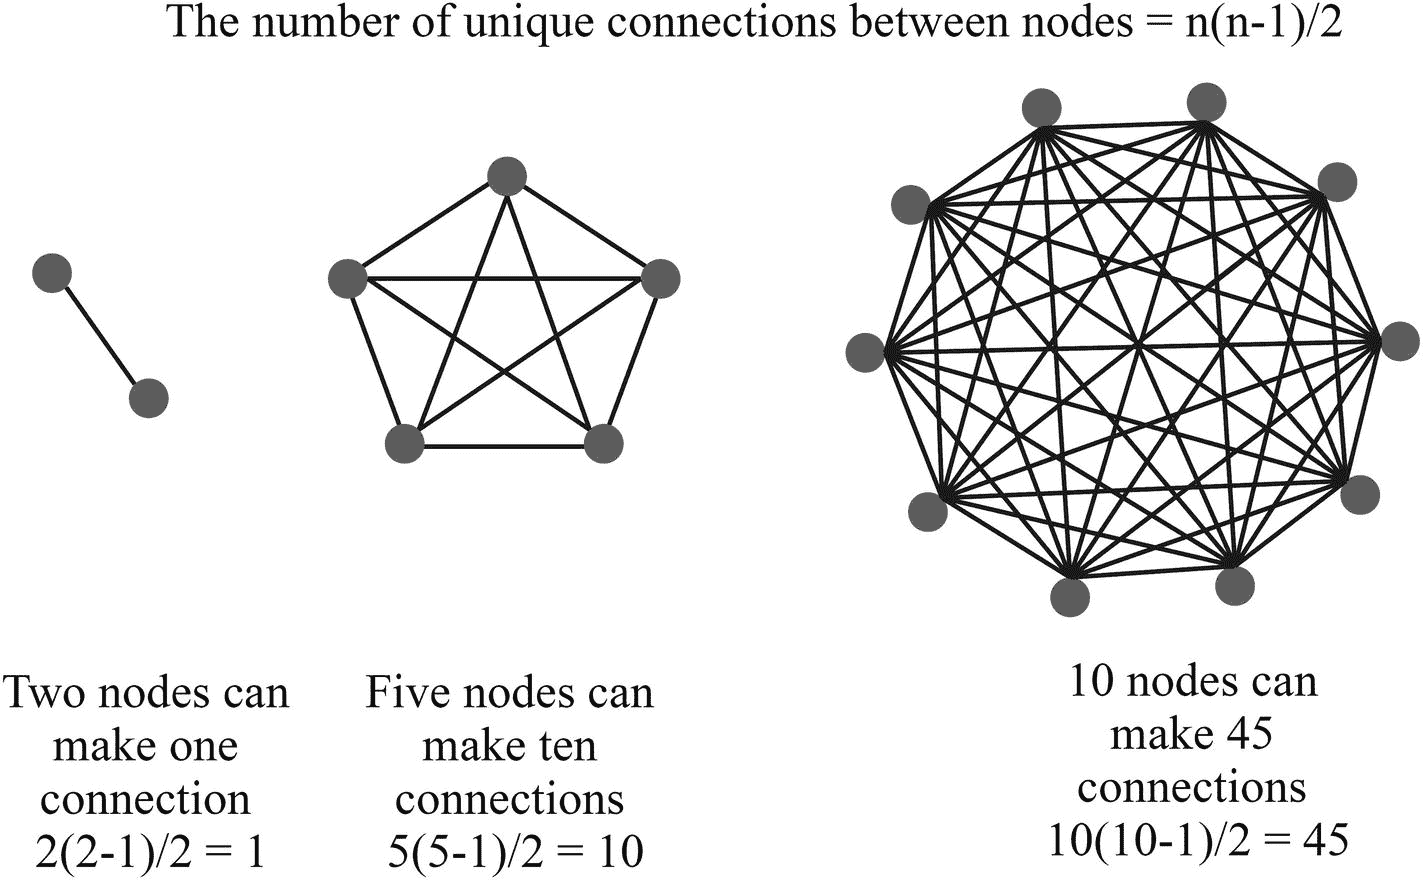 The number of unique connections between nodes = n(n-1)/2
Two nodes can
make one
connection
2(2-1)/2 = 1
Five nodes can
make ten
connections
5(5-1)/2 = 10
10 nodes can
make 45
connections
10(10-1)/2 = 45